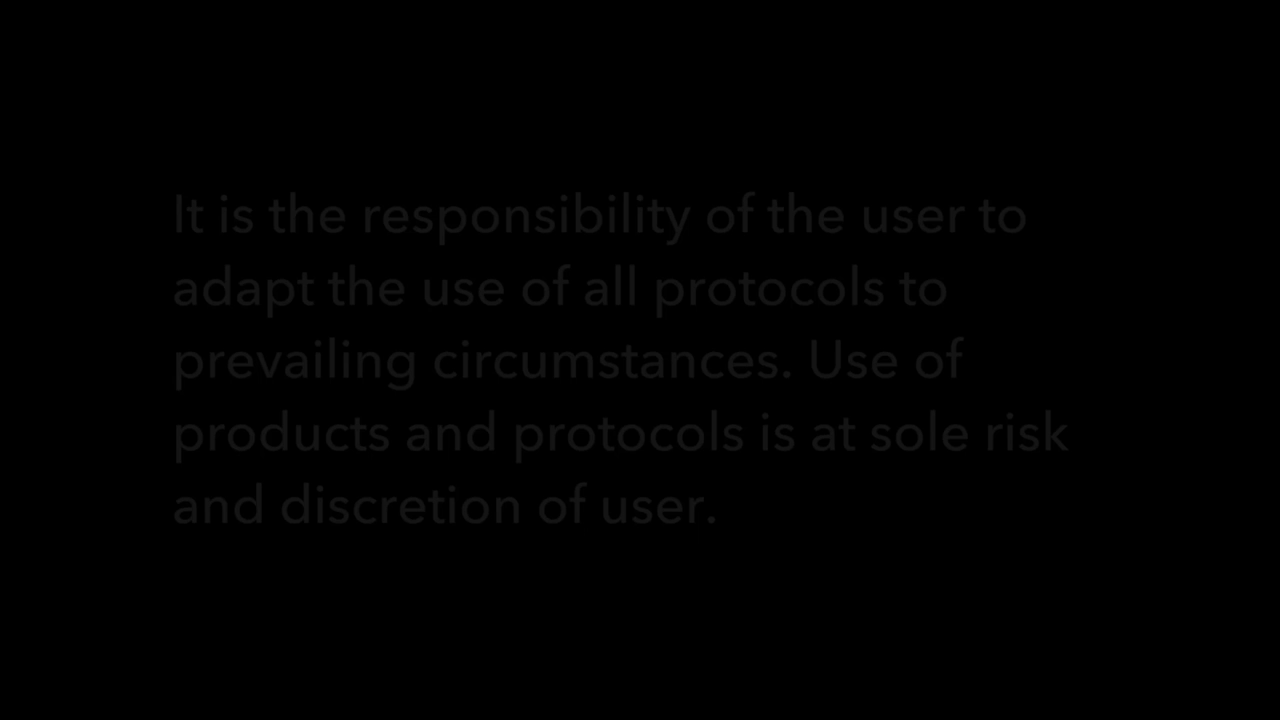 It is the responsibility of the user to
adapt the use of all protocols to
prevailing circumstances. Use of
products and protocols is at sole risk
and discretion of user.